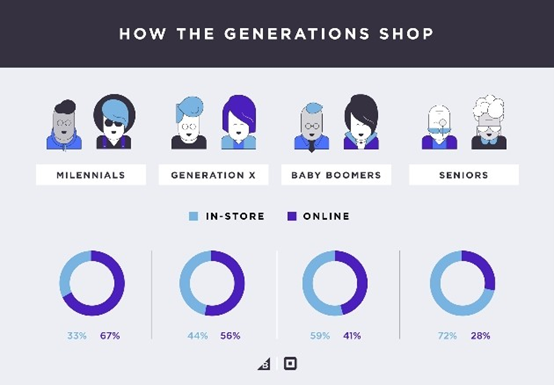 HOW THE GENERATIONS SHOP
MILENNIALS
GENERATION X
BABY BOOMERS
SENIORS
IN-STORE
ONLINE
33% 67%
44% 56%
59% 41%
72% 28%